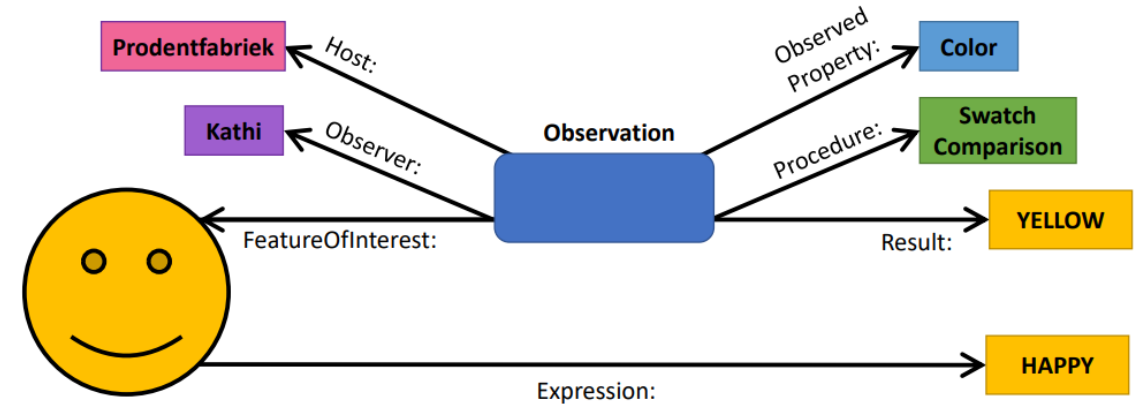 Prodentfabriek
Host:
Observed
Property:
Color
Kathi
Observer:
Observation
Procedure:
Swatch
Comparison
FeatureOfInterest:
Result:
YELLOW
Expression:
HAPPY